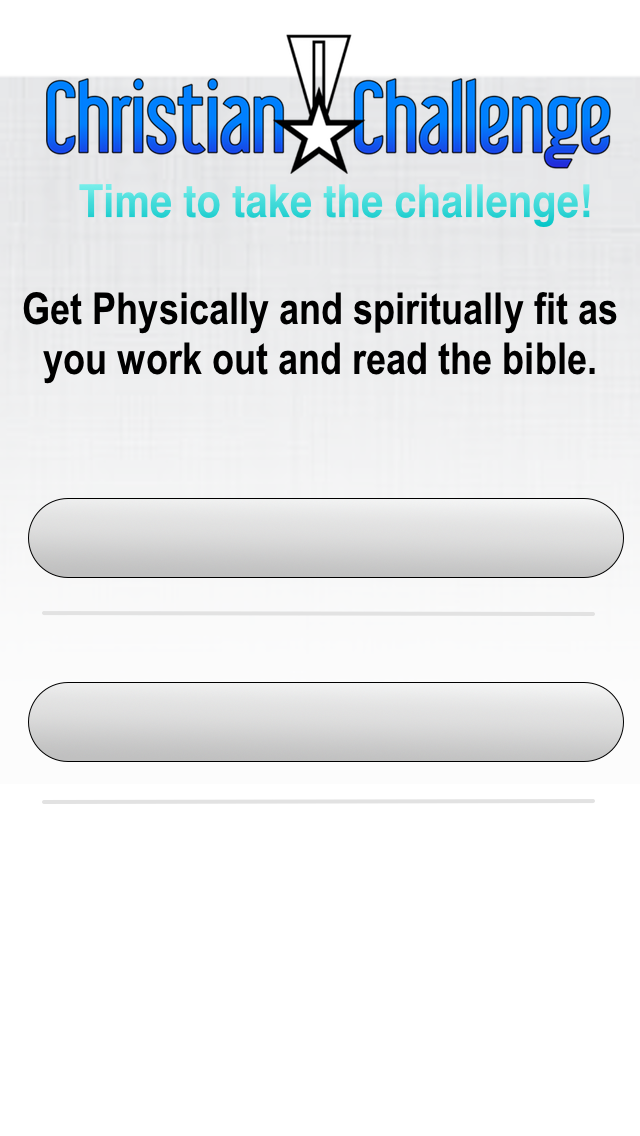 Christian Challenge
Time to take the challenge!
Get Physically and spiritually fit as
you work out and read the bible.